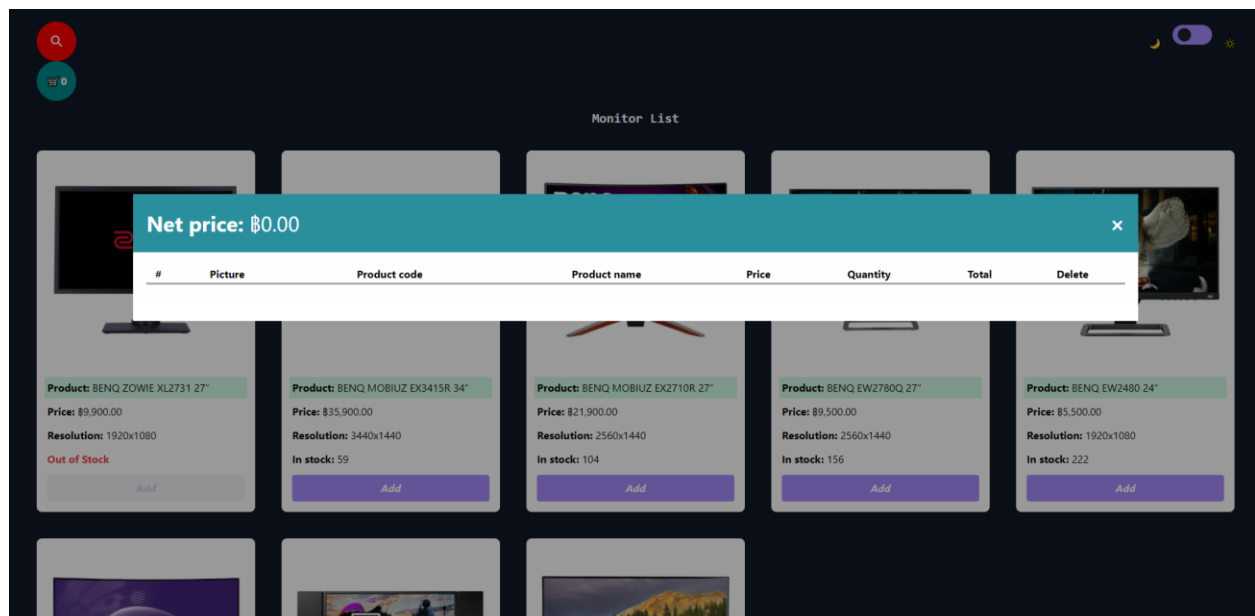 0
Monitor List
Net price: ฿0.00
×
# Picture Product code Product name Price Quantity Total Delete
Product: BENQ ZOWIE XL2731 27"
Price: ฿9,900.00
Resolution: 1920x1080
Out of Stock
Add
Product: BENQ MOBIUZ EX3415R 34"
Price: ฿35,900.00
Resolution: 3440x1440
In stock: 59
Add
Product: BENQ MOBIUZ EX2710R 27"
Price: ฿21,900.00
Resolution: 2560x1440
In stock: 104
Add
Product: BENQ EW2780Q 27"
Price: ฿9,500.00
Resolution: 2560x1440
In stock: 156
Add
Product: BENQ EW2480 24"
Price: ฿5,500.00
Resolution: 1920x1080
In stock: 222
Add